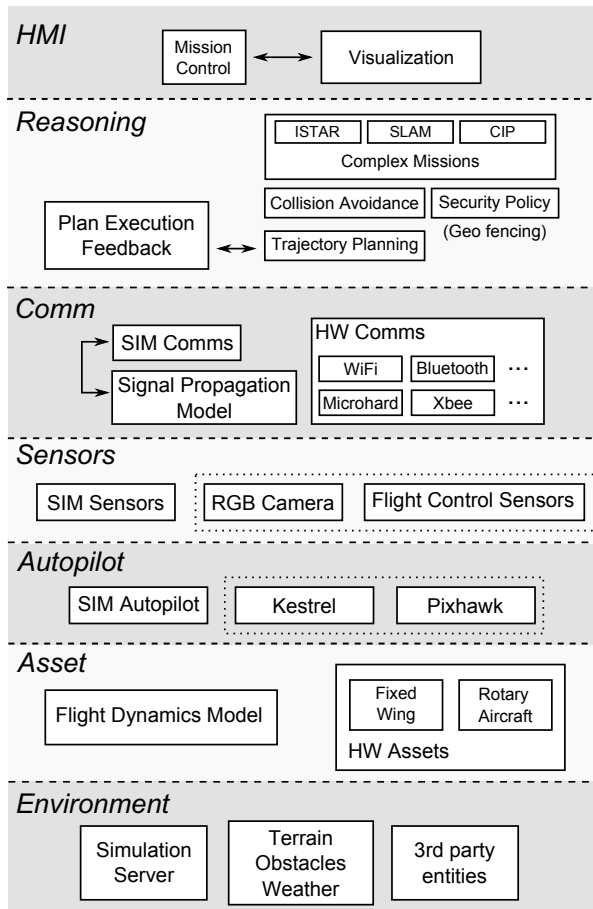 HMI
Mission
Control
Visualization
Reasoning
ISTAR
SLAM
CIP
Complex Missions
Collision Avoidance
Security Policy
(Geo fencing)
Plan Execution
Feedback
Trajectory Planning
Comm
SIM Comms
Signal Propagation
Model
HW Comms
WiFi
Bluetooth
...
Microhard
Xbee
...
Sensors
SIM Sensors
RGB Camera
Flight Control Sensors
Autopilot
SIM Autopilot
Kestrel
Pixhawk
Asset
Flight Dynamics Model
Fixed
Wing
Rotary
Aircraft
HW Assets
Environment
Simulation
Server
Terrain
Obstacles
Weather
3rd party
entities